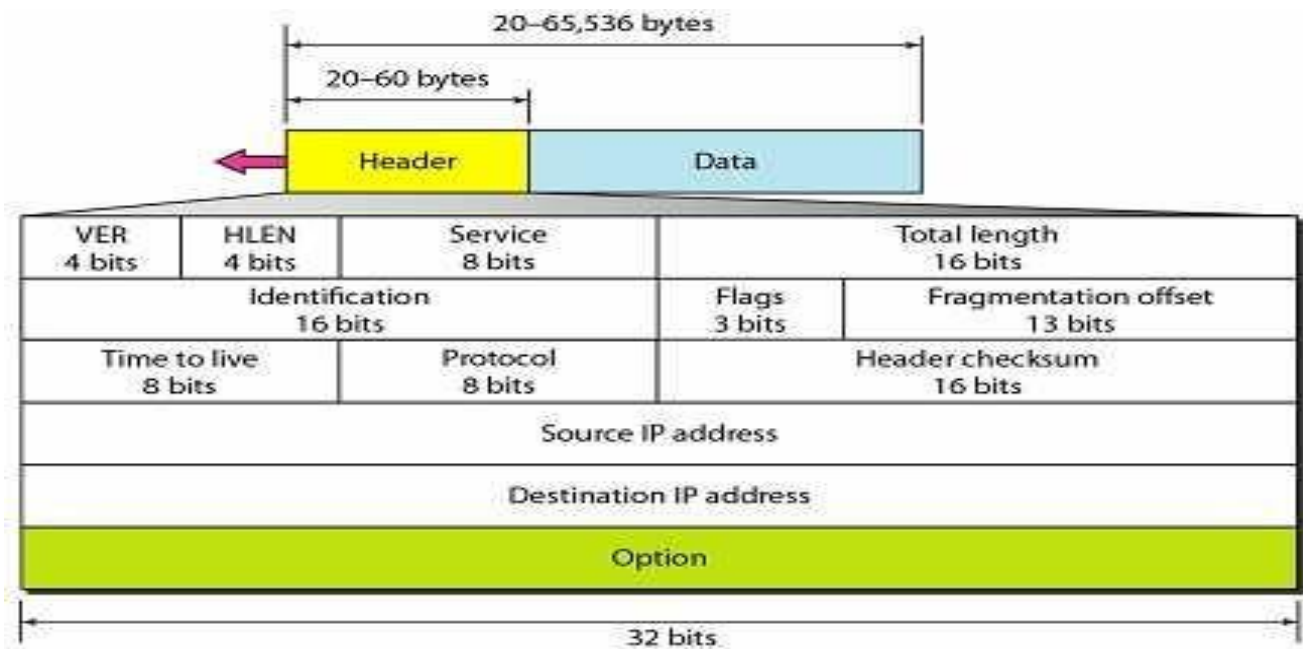 20–65,536 bytes
20–60 bytes
Header
Data
VER
4 bits
HLEN
4 bits
Service
8 bits
Total length
16 bits
Identification
16 bits
Flags
3 bits
Fragmentation offset
13 bits
Time to live
8 bits
Protocol
8 bits
Header checksum
16 bits
Source IP address
Destination IP address
Option
32 bits